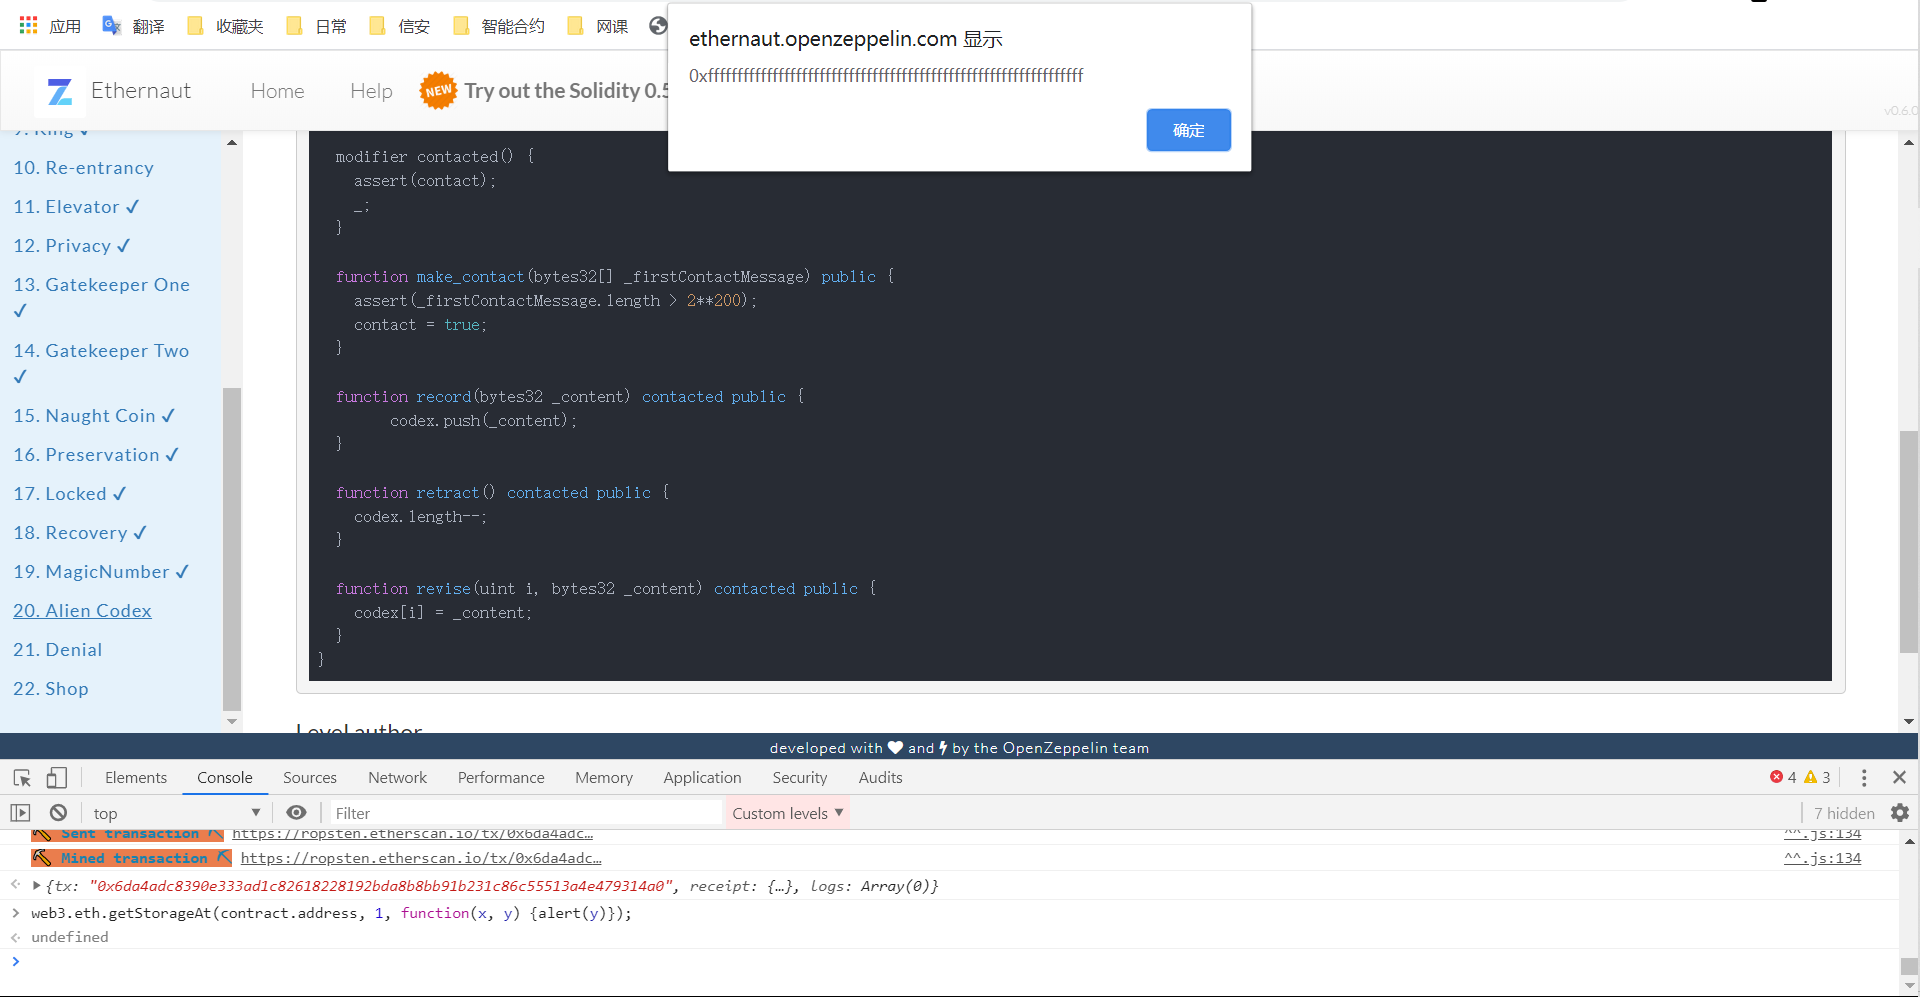 应用 翻译 收藏夹 日常 信安 智能合约 网课
ethernaut.openzeppelin.com 显示
0xffffffffffffffffffffffffffffffffffffffffffffffffffffffffffffffff
确定
Ethernaut Home Help NEW Try out the Solidity 0.5
v0.6.0
9. King ✓
10. Re-entrancy
11. Elevator ✓
12. Privacy ✓
13. Gatekeeper One
✓
14. Gatekeeper Two
✓
15. Naught Coin ✓
16. Preservation ✓
17. Locked ✓
18. Recovery ✓
19. MagicNumber ✓
20. Alien Codex
21. Denial
22. Shop
modifier contacted() {
assert(contact);
_;
}
function make_contact(bytes32[] _firstContactMessage) public {
assert(_firstContactMessage.length > 2**200);
contact = true;
}
function record(bytes32 _content) contacted public {
codex.push(_content);
}
function retract() contacted public {
codex.length--;
}
function revise(uint i, bytes32 _content) contacted public {
codex[i] = _content;
}
}
Level author
developed with ❤ and ⚡ by the OpenZeppelin team
Elements Console Sources Network Performance Memory Application Security Audits 4 3
top Filter Custom levels 7 hidden
Sent transaction https://ropsten.etherscan.io/tx/0x6da4adc… ^^.js:134
Mined transaction https://ropsten.etherscan.io/tx/0x6da4adc… ^^.js:134
{tx: "0x6da4adc8390e333ad1c82618228192bda8b8bb91b231c86c55513a4e479314a0", receipt: {…}, logs: Array(0)}
web3.eth.getStorageAt(contract.address, 1, function(x, y) {alert(y)});
undefined